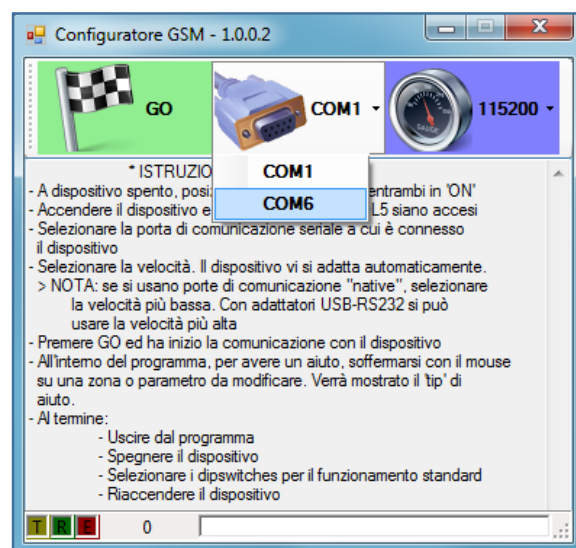 Configuratore GSM - 1.0.0.2
GO
COM1
115200
COM1
COM6
* ISTRUZIO
- A dispositivo spento, entrambi in 'ON'
- Accendere il dispositivo e L5 siano accesi
- Selezionare la porta di comunicazione seriale a cui è connesso
il dispositivo
- Selezionare la velocità. Il dispositivo vi si adatta automaticamente.
> NOTA: se si usano porte di comunicazione "native", selezionare
la velocità più bassa. Con adattatori USB-RS232 si può
usare la velocità più alta
- Premere GO ed ha inizio la comunicazione con il dispositivo
- All'interno del programma, per avere un aiuto, soffermarsi con il mouse
su una zona o parametro da modificare. Verrà mostrato il 'tip' di
aiuto.
- Al termine:
- Uscire dal programma
- Spegnere il dispositivo
- Selezionare i dipswitches per il funzionamento standard
- Riaccendere il dispositivo
T R E 0